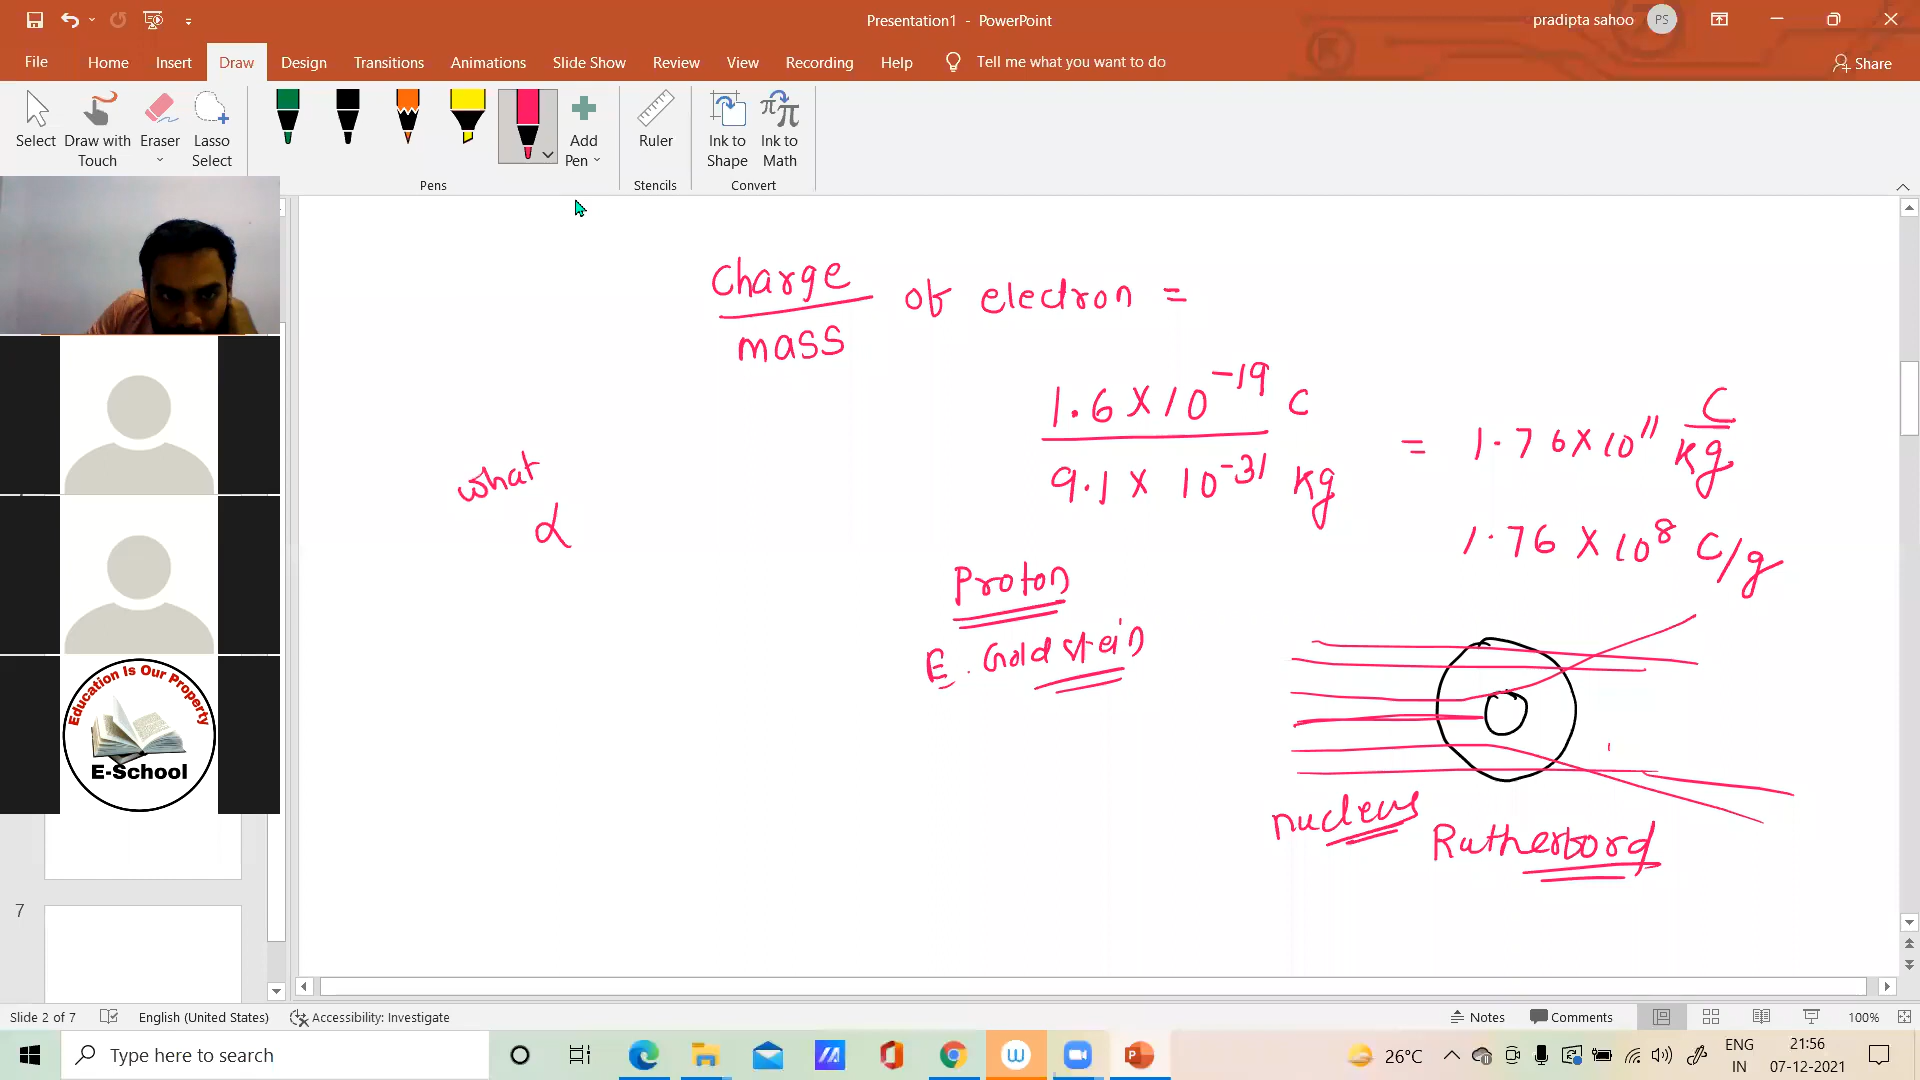 Presentation1 - PowerPoint
pradipta sahoo PS
File Home Insert Draw Design Transitions Animations Slide Show Review View Recording Help Tell me what you want to do Share
Select
Draw with Touch
Eraser
Lasso Select
Add Pen
Ruler
Ink to Shape
Ink to Math
Pens
Stencils
Convert
Charge
mass
of electron =
1.6 X 10⁻¹⁹ C
9.1 X 10⁻³¹ kg
= 1.76 X 10¹¹ C
kg
1.76 X 10⁸ C/g
what
α
Proton
E. Goldstein
nucleus
Rutherford
Education Is Our Property
E-School
7
Slide 2 of 7 English (United States) Accessibility: Investigate Notes Comments 100%
Type here to search
26°C
ENG
IN
21:56
07-12-2021